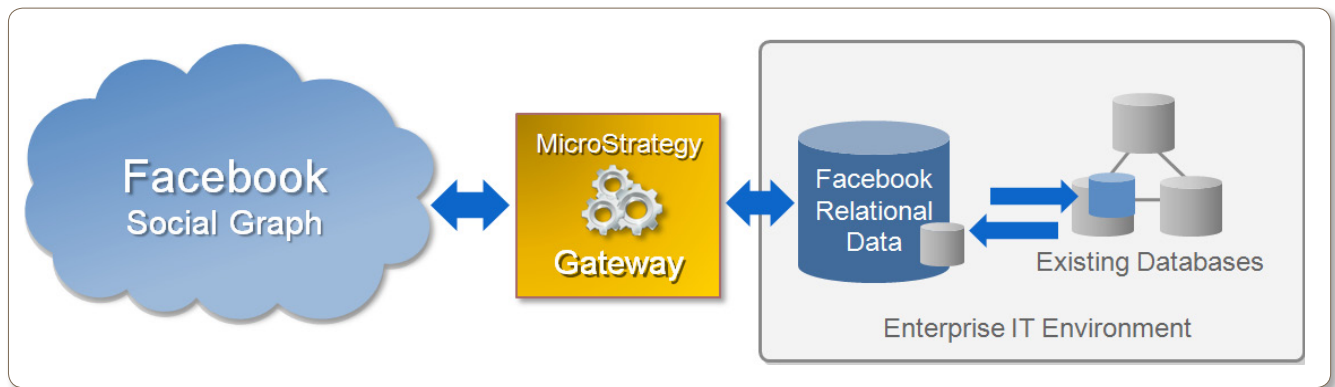 Facebook
Social Graph
MicroStrategy
Gateway
Facebook
Relational
Data
Existing Databases
Enterprise IT Environment